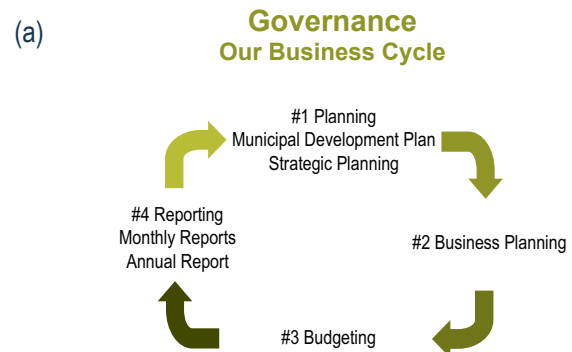 (a)
Governance
Our Business Cycle
#1 Planning
Municipal Development Plan
Strategic Planning
#2 Business Planning
#3 Budgeting
#4 Reporting
Monthly Reports
Annual Report